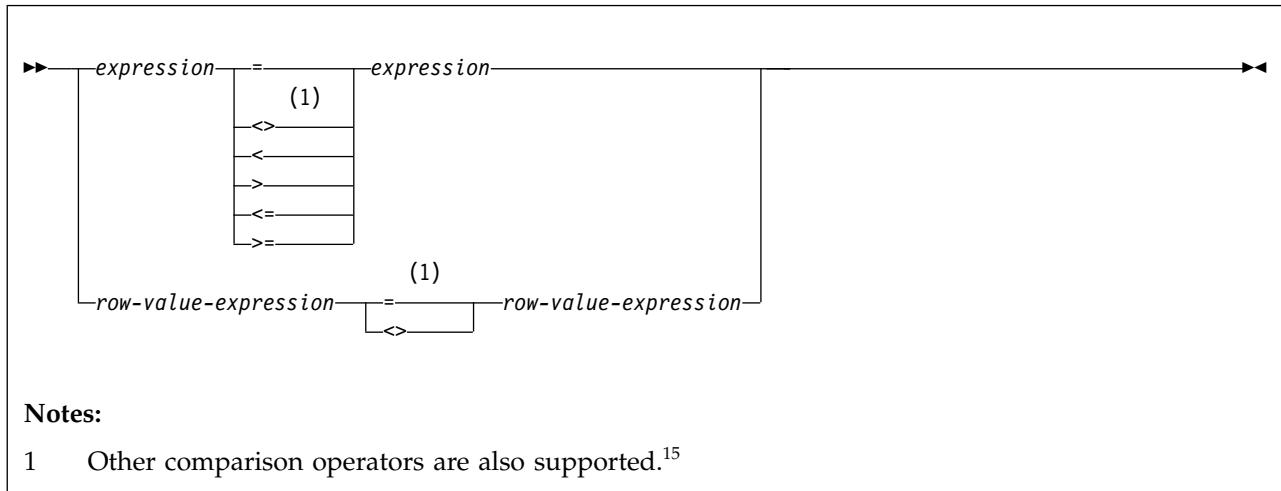 expression = expression
(1)
<>
<
>
<=
>=
(1)
row-value-expression = row-value-expression
<>
Notes:
1 Other comparison operators are also supported.15